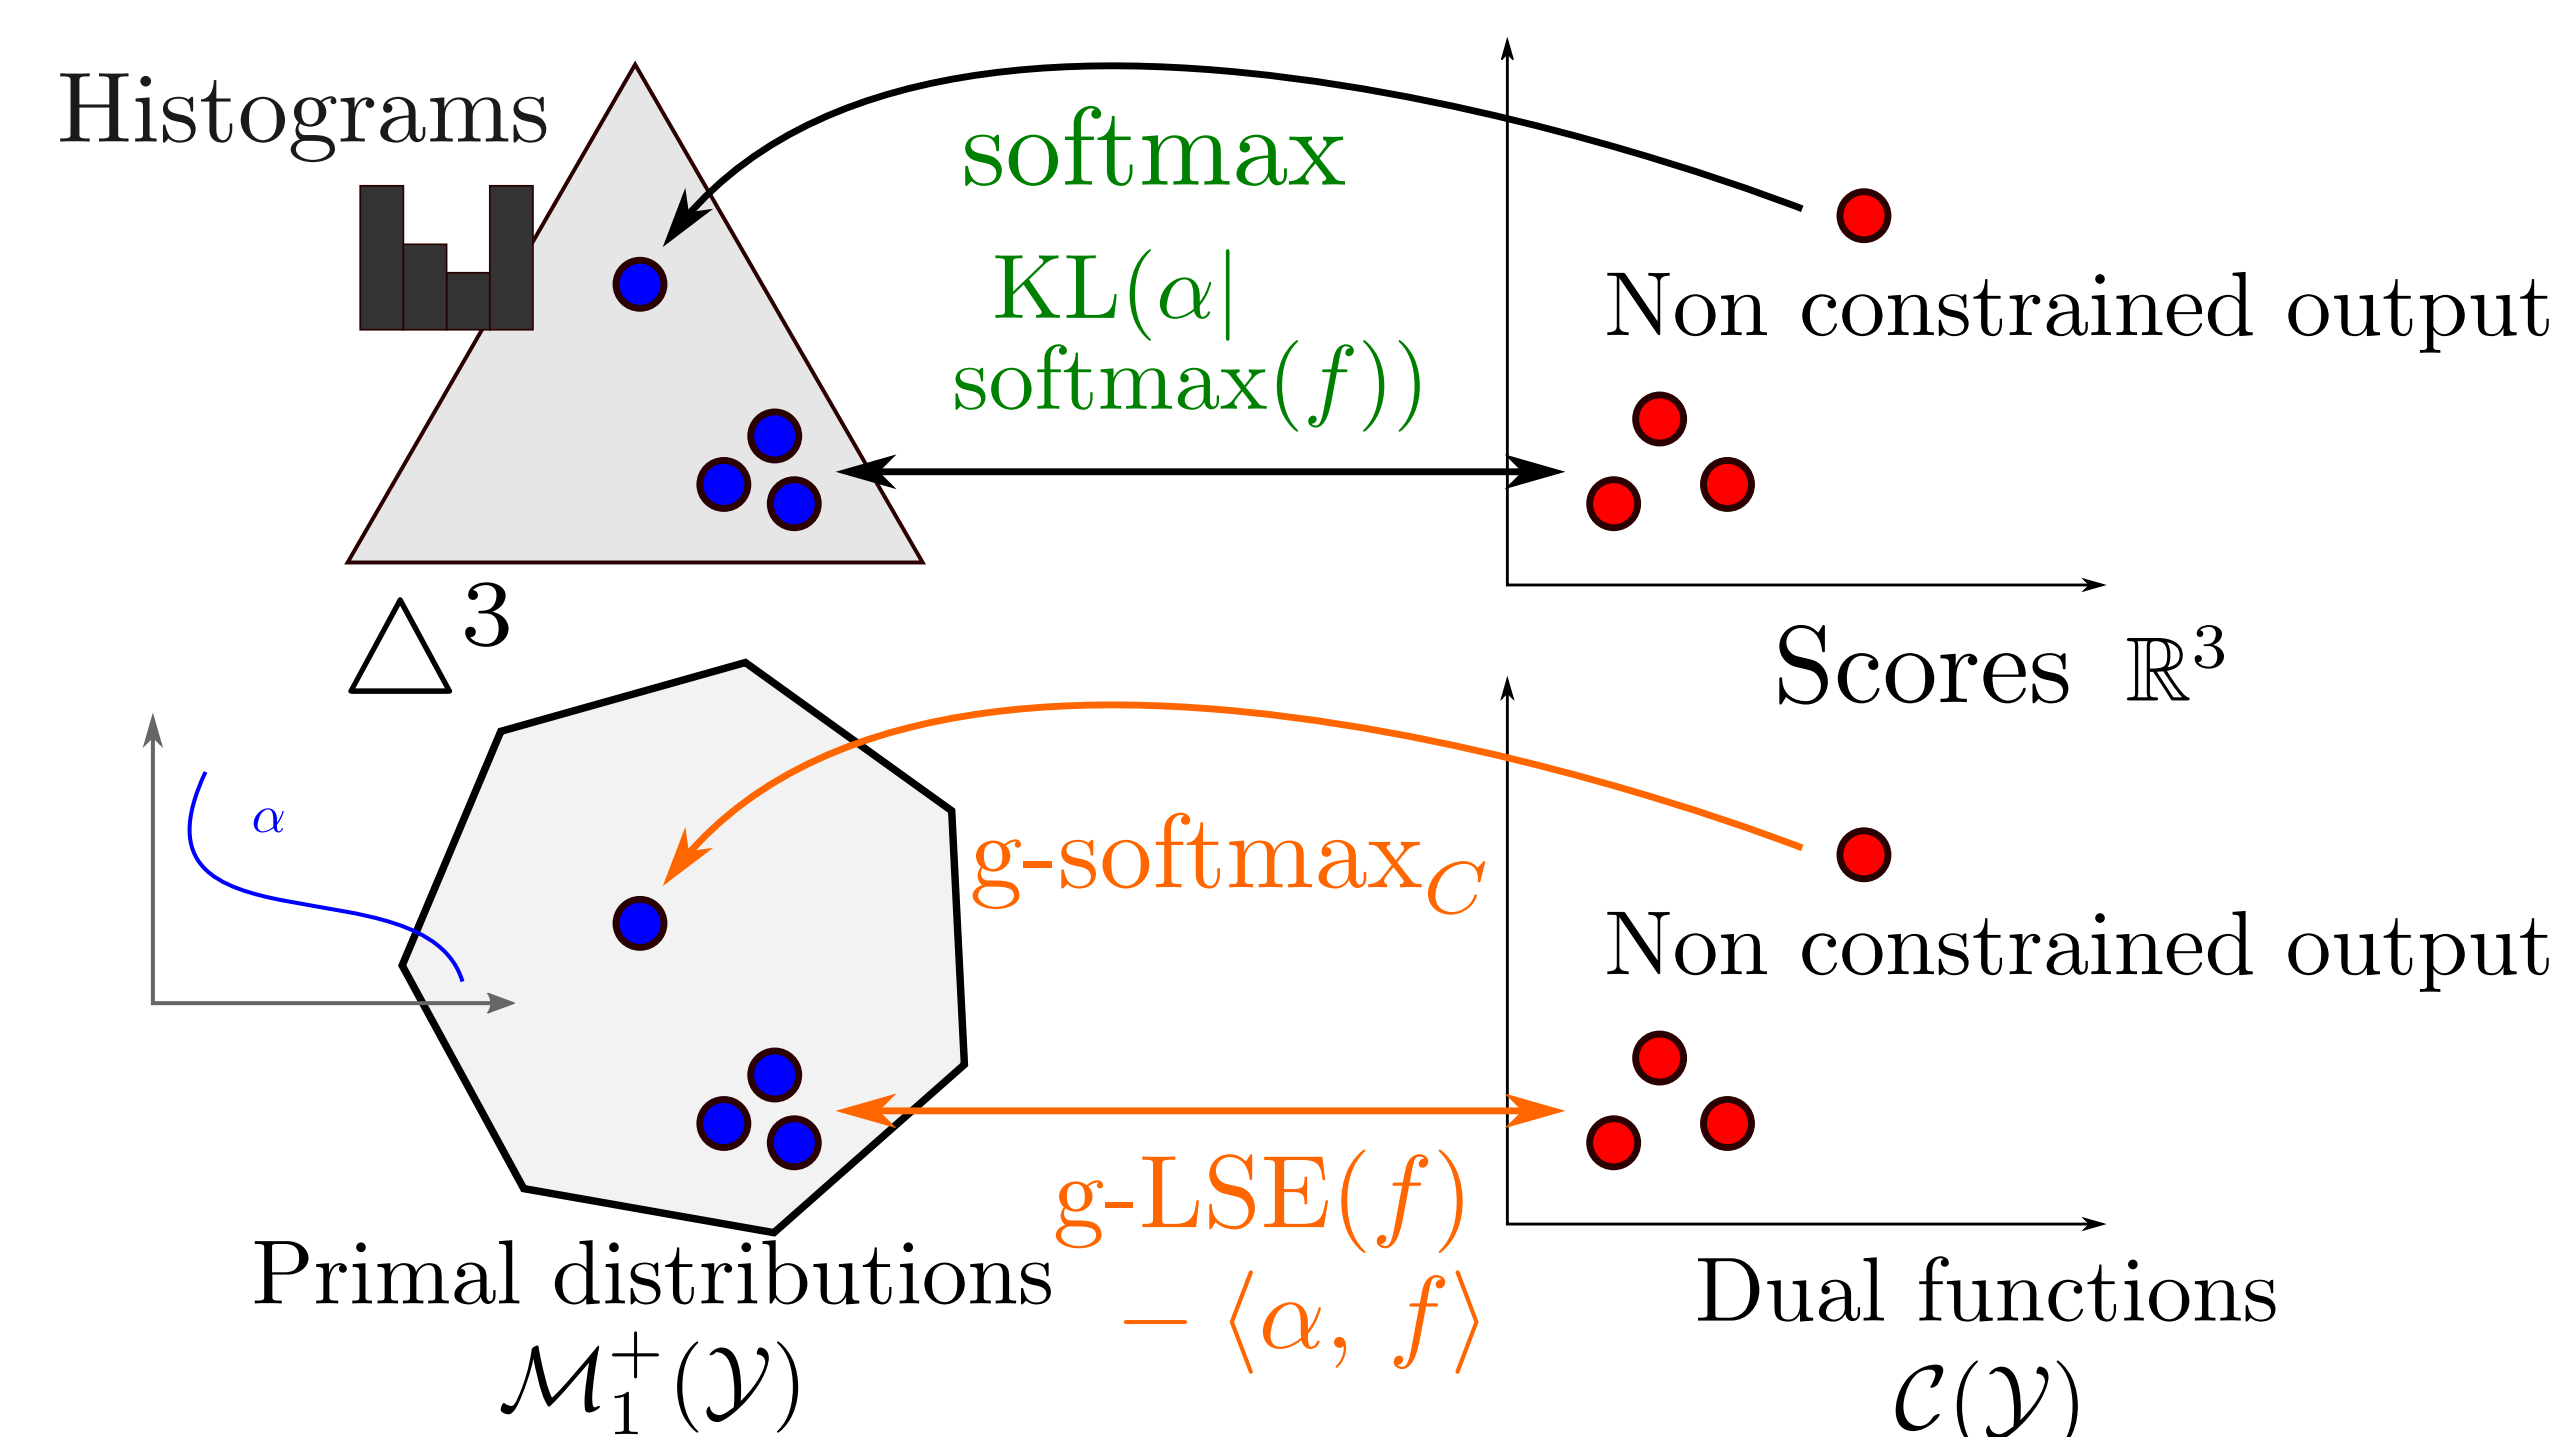 Histograms
softmax
KL(α|
softmax(f))
Non constrained output
△³
Scores ℝ³
α
g-softmax_C
Non constrained output
g-LSE(f)
− ⟨α, f⟩
Primal distributions
ℳ₁⁺(𝒴)
Dual functions
𝒞(𝒴)